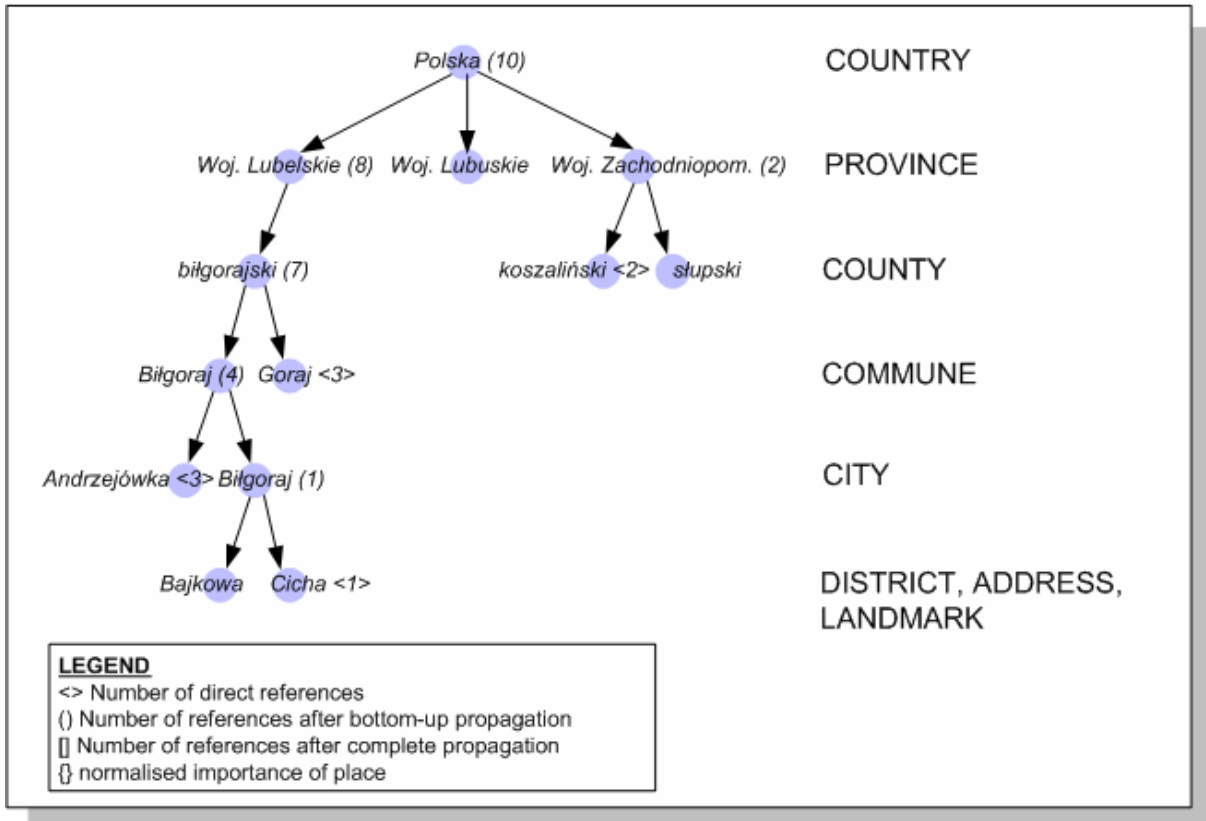 Polska (10) COUNTRY
Woj. Lubelskie (8) Woj. Lubuskie Woj. Zachodniopom. (2) PROVINCE
biłgorajski (7) koszaliński <2> słupski COUNTY
Biłgoraj (4) Goraj <3> COMMUNE
Andrzejówka <3> Biłgoraj (1) CITY
Bajkowa Cicha <1> DISTRICT, ADDRESS,
LANDMARK
LEGEND
<> Number of direct references
() Number of references after bottom-up propagation
[] Number of references after complete propagation
{} normalised importance of place